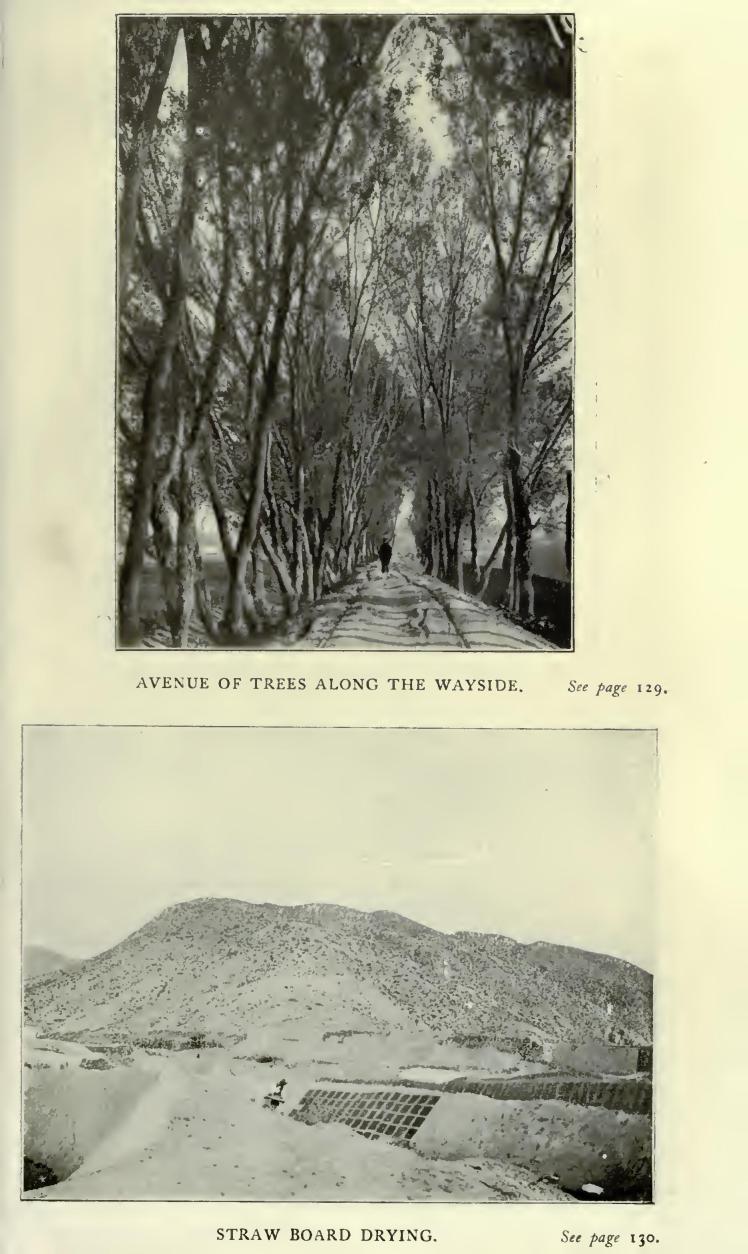 AVENUE OF TREES ALONG THE WAYSIDE. See page 129.
STRAW BOARD DRYING. See page 130.